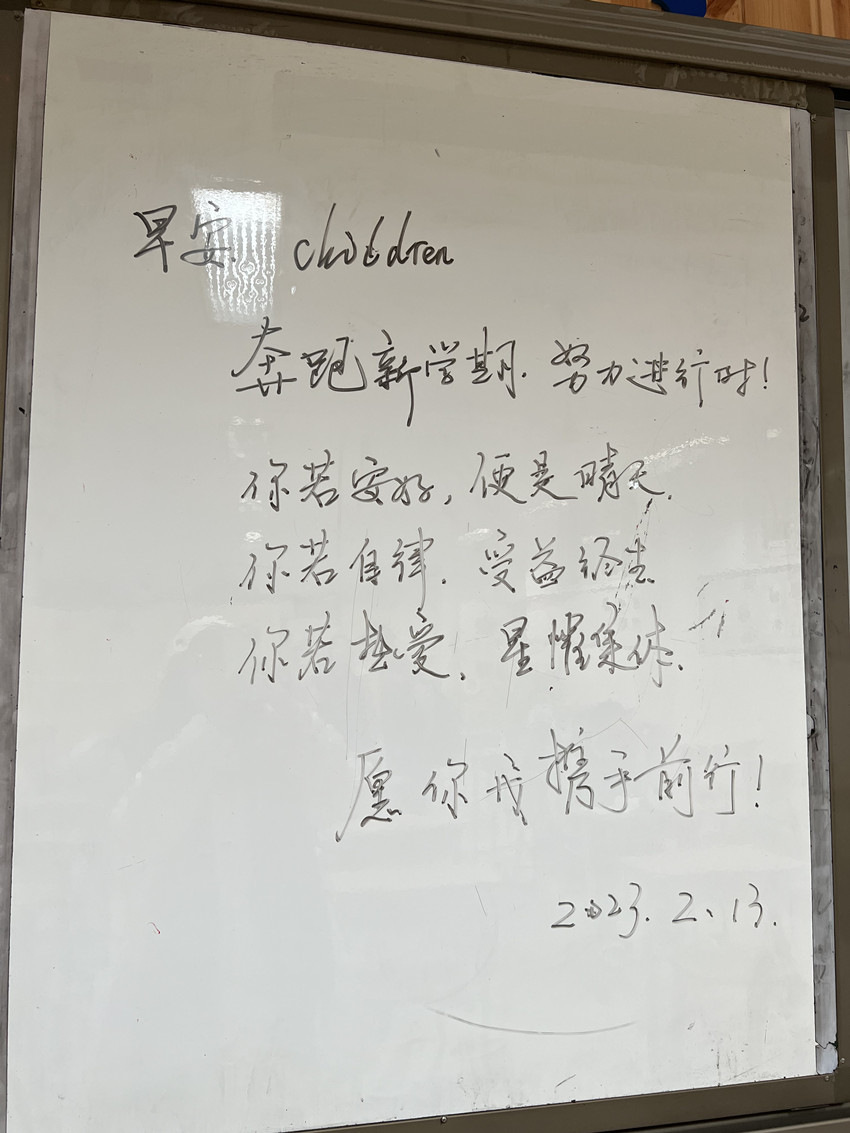 早安. children
奔跑新学期. 努力进行时!
你若安好, 便是晴天.
你若自律. 受益终生
你若热爱. 星耀集体.
愿你我携手前行!
2023.2.13.